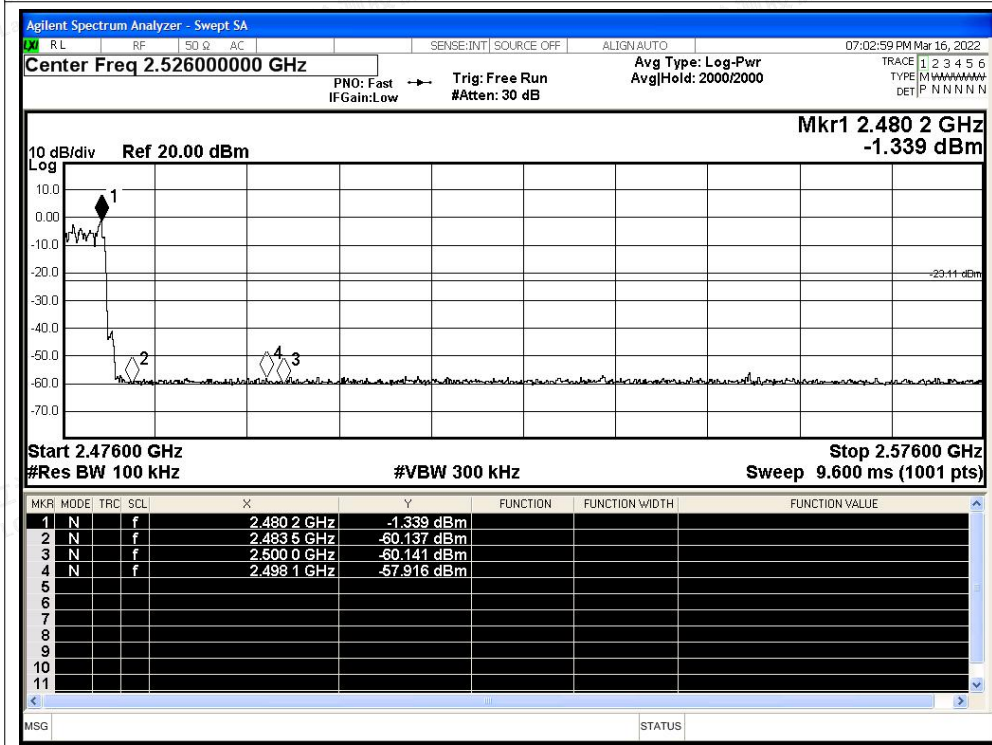 Agilent Spectrum Analyzer - Swept SA
LXI RL RF 50 Ω AC SENSE:INT SOURCE OFF ALIGN AUTO 07:02:59 PM Mar 16, 2022
Center Freq 2.526000000 GHz
PNO: Fast
IFGain:Low
Trig: Free Run
#Atten: 30 dB
Avg Type: Log-Pwr
Avg|Hold: 2000/2000
TRACE 1 2 3 4 5 6
TYPE M WWWWW
DET P N N N N N
Mkr1 2.480 2 GHz
-1.339 dBm
10 dB/div Ref 20.00 dBm
Log
10.0
0.00
-10.0
-20.0
-30.0
-40.0
-50.0
-60.0
-70.0
1
-23.11 dBm
2
4
3
Start 2.47600 GHz Stop 2.57600 GHz
#Res BW 100 kHz #VBW 300 kHz Sweep 9.600 ms (1001 pts)
MKR MODE TRC SCL X Y FUNCTION FUNCTION WIDTH FUNCTION VALUE
1 N f 2.480 2 GHz -1.339 dBm
2 N f 2.483 5 GHz -60.137 dBm
3 N f 2.500 0 GHz -60.141 dBm
4 N f 2.498 1 GHz -57.916 dBm
5
6
7
8
9
10
11
MSG STATUS